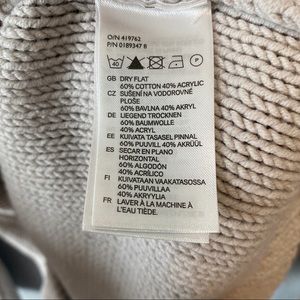 O/N 419762
P/N 0189347 8
40
GB DRY FLAT
60% COTTON 40% ACRYLIC
CZ SUŠENÍ NA VODOROVNÉ
PLOŠE
60% BAVLNA 40% AKRYL
DE LIEGEND TROCKNEN
60% BAUMWOLLE
40% ACRYL
EE KUIVATA TASASEL PINNAL
60% PUUVILL 40% AKRÜÜL
ES SECAR EN PLANO
HORIZONTAL
60% ALGODÓN
40% ACRÍLICO
FI KUIVATAAN VAAKATASOSSA
60% PUUVILLAA
40% AKRYYLIA
FR LAVER À LA MACHINE À
L'EAU TIÈDE.